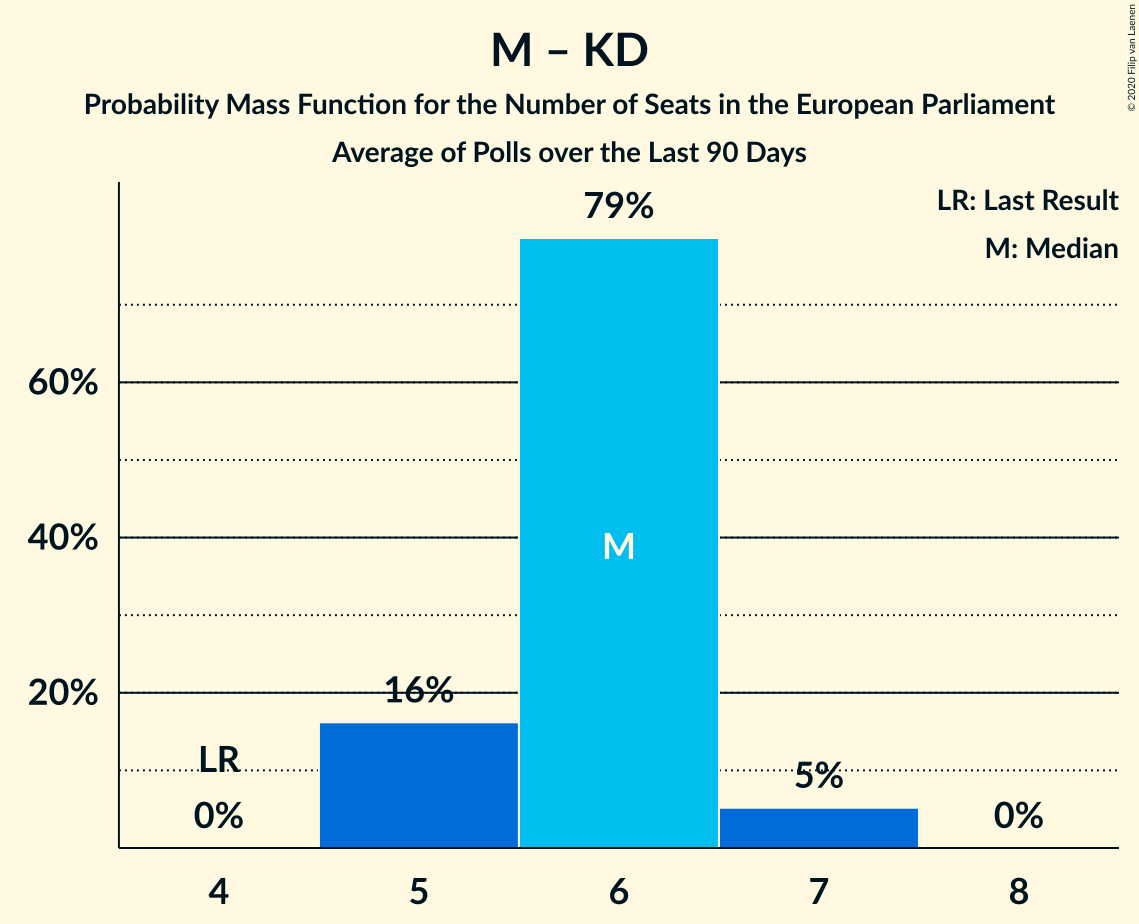 M – KD
Probability Mass Function for the Number of Seats in the European Parliament
Average of Polls over the Last 90 Days
© 2020 Filip van Laenen
LR: Last Result
M: Median
79%
60%
40%
20%
M
16%
LR
0%
5%
0%
4 5 6 7 8